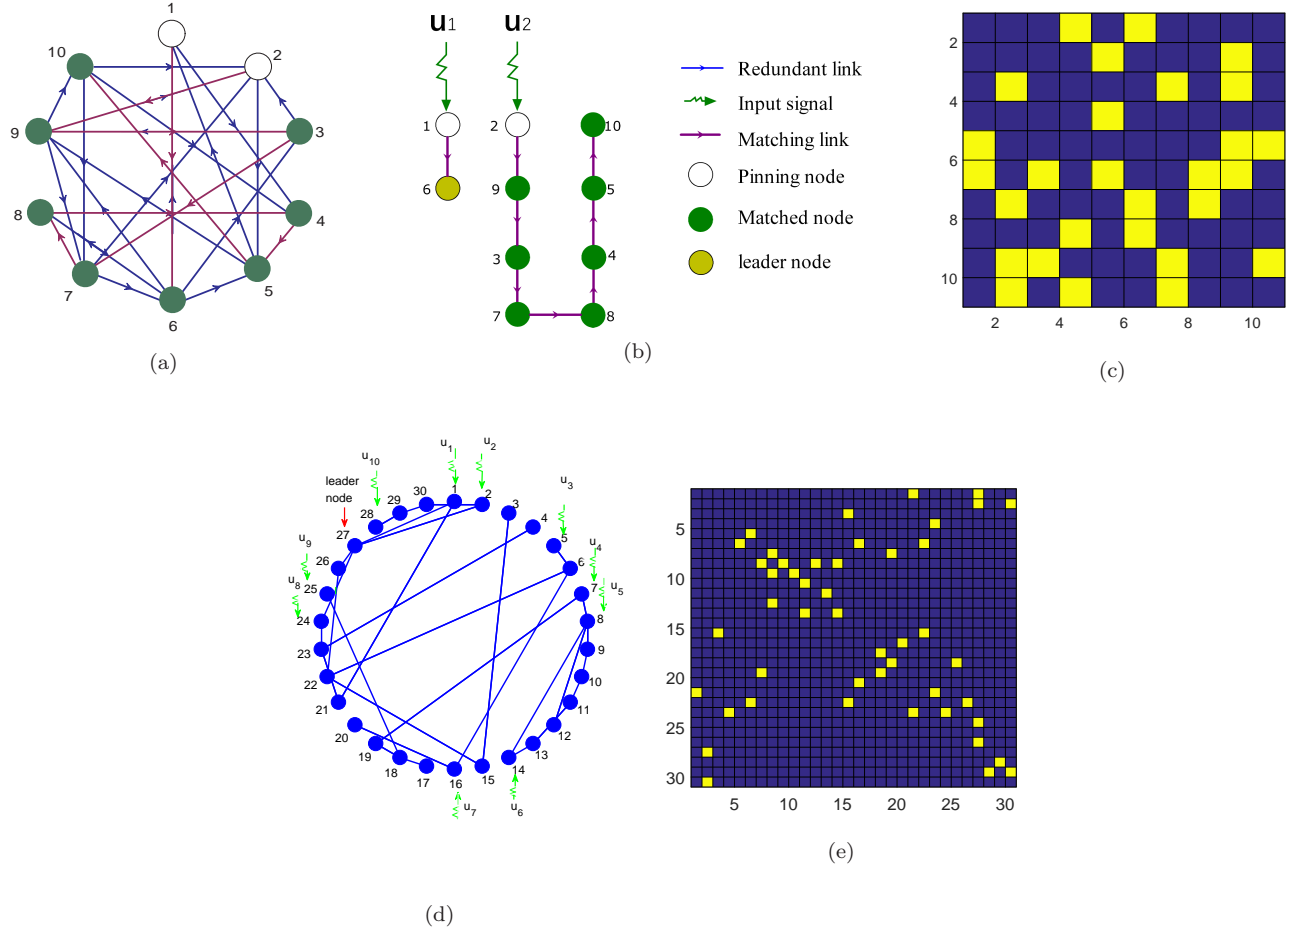 1
10
2
9
3
8
4
7
5
6
(a)
u1
u2
1
2
10
6
9
5
3
4
7
8
(b)
Redundant link
Input signal
Matching link
Pinning node
Matched node
leader node
2
4
6
8
10
2
4
6
8
10
(c)
u1
u2
u10
u3
leader
node
30
1
2
29
3
28
4
27
5
u4
u9
26
6
u8
25
7
u5
24
8
23
9
22
10
21
11
20
12
19
13
18
17
16
15
14
u7
u6
(d)
5
10
15
20
25
30
5
10
15
20
25
30
(e)